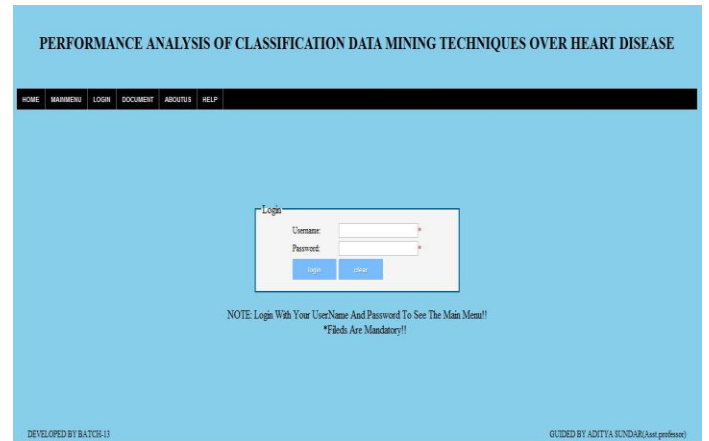 PERFORMANCE ANALYSIS OF CLASSIFICATION DATA MINING TECHNIQUES OVER HEART DISEASE
HOME MAINMENU LOGIN DOCUMENT ABOUTUS HELP
Login
Username: *
Password: *
login clear
NOTE: Login With Your UserName And Password To See The Main Menu!!
*Fileds Are Mandatory!!
DEVELOPED BY BATCH-13 GUIDED BY ADITYA SUNDAR(Asst.professor)